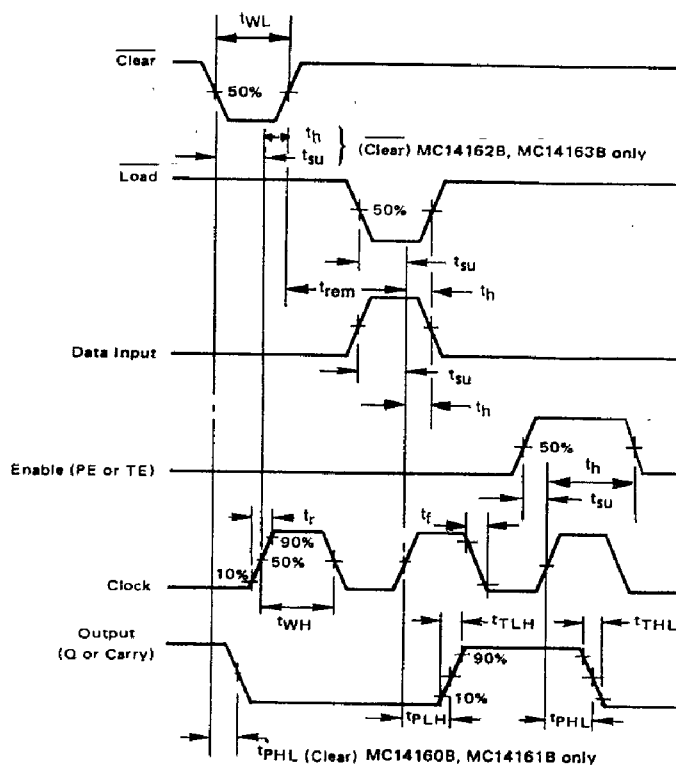 tWL
Clear
50%
th
tsu
(Clear) MC14162B, MC14163B only
Load
50%
tsu
trem
th
Data Input
tsu
th
50%
Enable (PE or TE)
th
tsu
tr
tf
90%
50%
10%
Clock
tWH
Output
(Q or Carry)
tTLH
tTHL
90%
10%
tPLH
tPHL
tPHL (Clear) MC14160B, MC14161B only